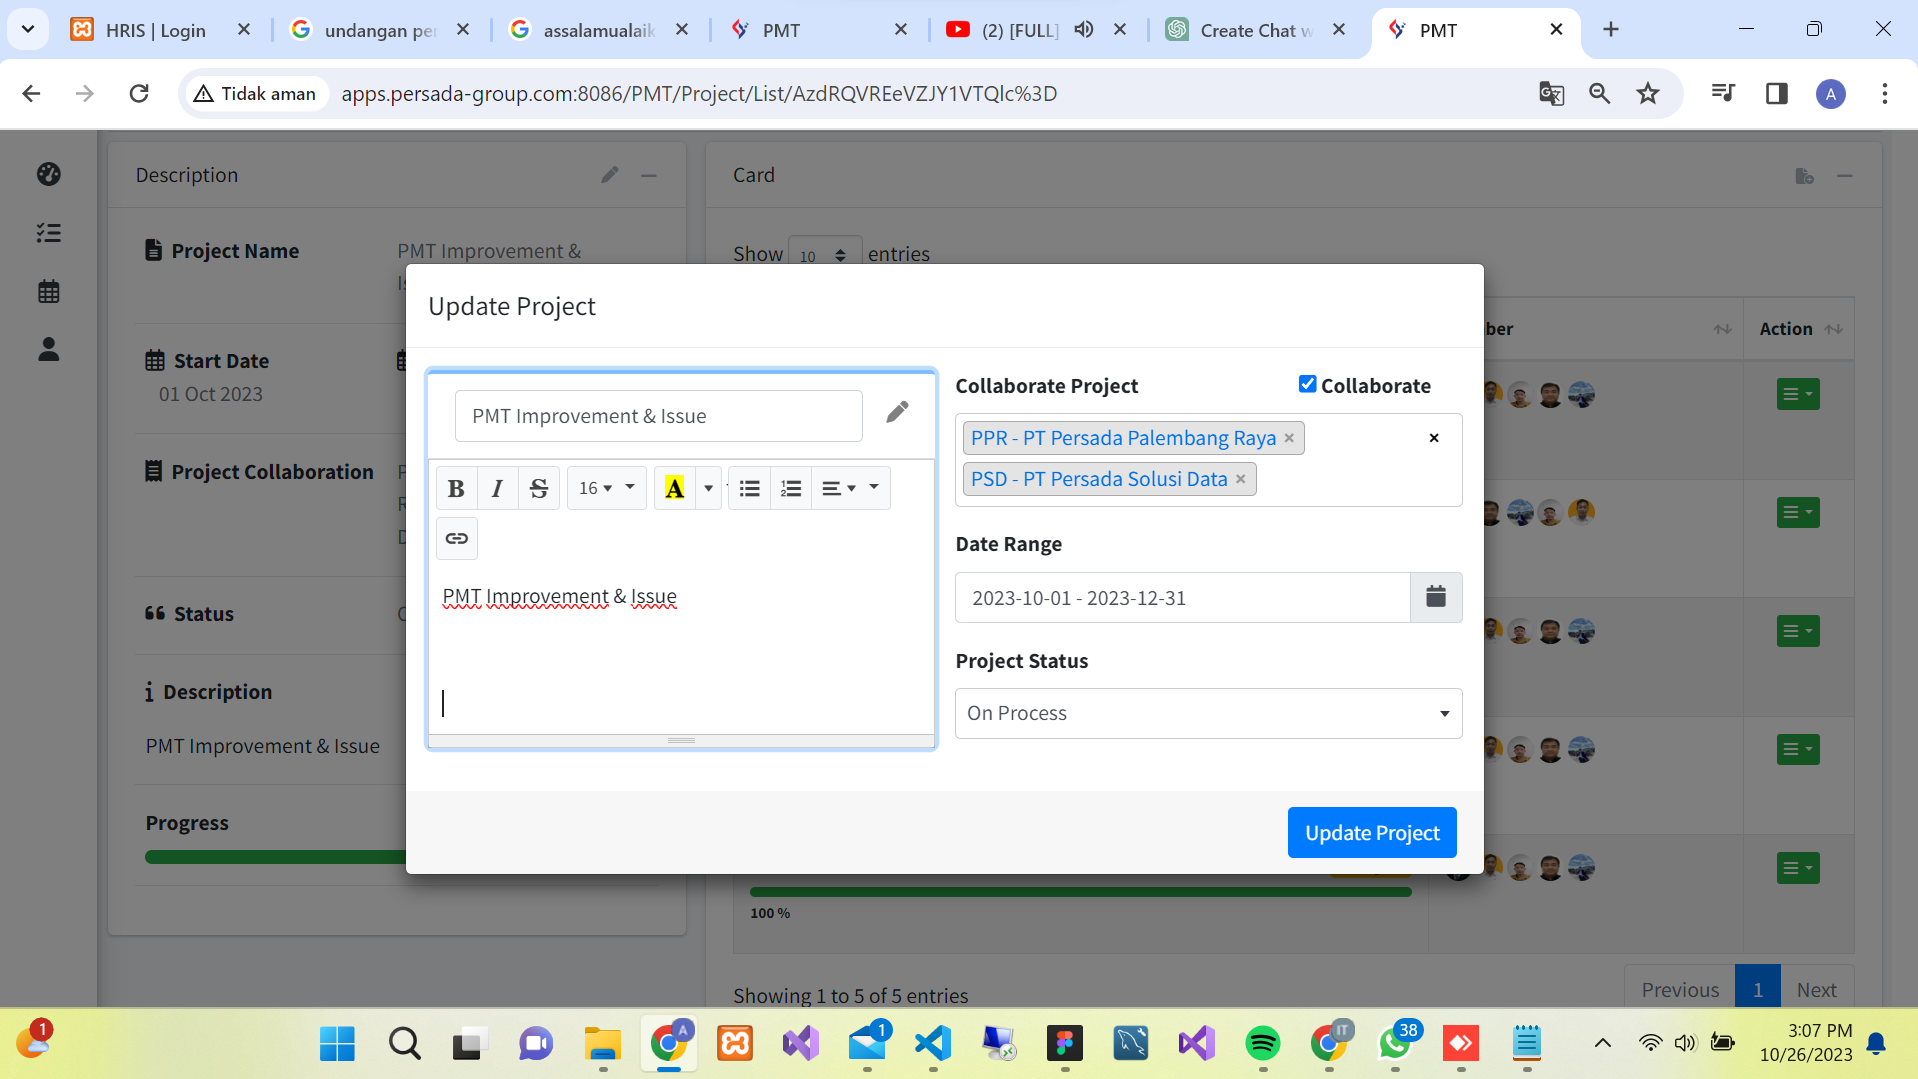 HRIS | Login
undangan per
assalamualaik
PMT
(2) [FULL]
Create Chat w
PMT
Tidak aman
apps.persada-group.com:8086/PMT/Project/List/AzdRQVREeVZJY1VTQlc%3D
A
Description
Card
Project Name
PMT Improvement &
Show 10 entries
Update Project
ber
Action
Start Date
01 Oct 2023
PMT Improvement & Issue
Collaborate Project
Collaborate
PPR - PT Persada Palembang Raya ×
×
PSD - PT Persada Solusi Data ×
Project Collaboration
B I S 16 A
PMT Improvement & Issue
Date Range
2023-10-01 - 2023-12-31
Status
Project Status
On Process
Description
PMT Improvement & Issue
Progress
Update Project
100 %
Showing 1 to 5 of 5 entries
Previous 1 Next
1
A
1
IT
38
3:07 PM
10/26/2023